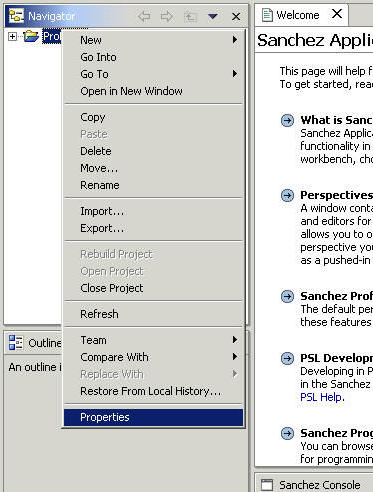 Navigator
Pro
New
Go Into
Go To
Open in New Window
Copy
Paste
Delete
Move...
Rename
Import...
Export...
Rebuild Project
Open Project
Close Project
Refresh
Team
Compare With
Replace With
Restore From Local History...
Properties
Outline
An outline i
Welcome
Sanchez Applic
This page will help f
To get started, rea
What is Sanc
Sanchez Applica
functionality in
workbench, cho
Perspectives
A window conta
and editors for
allows you to o
perspective you
as a pushed-in
Sanchez Prof
The default per
these features
PSL Developm
Developing in P
in the Sanchez
PSL Help.
Sanchez Prog
You can browse
for programmin
Sanchez Console